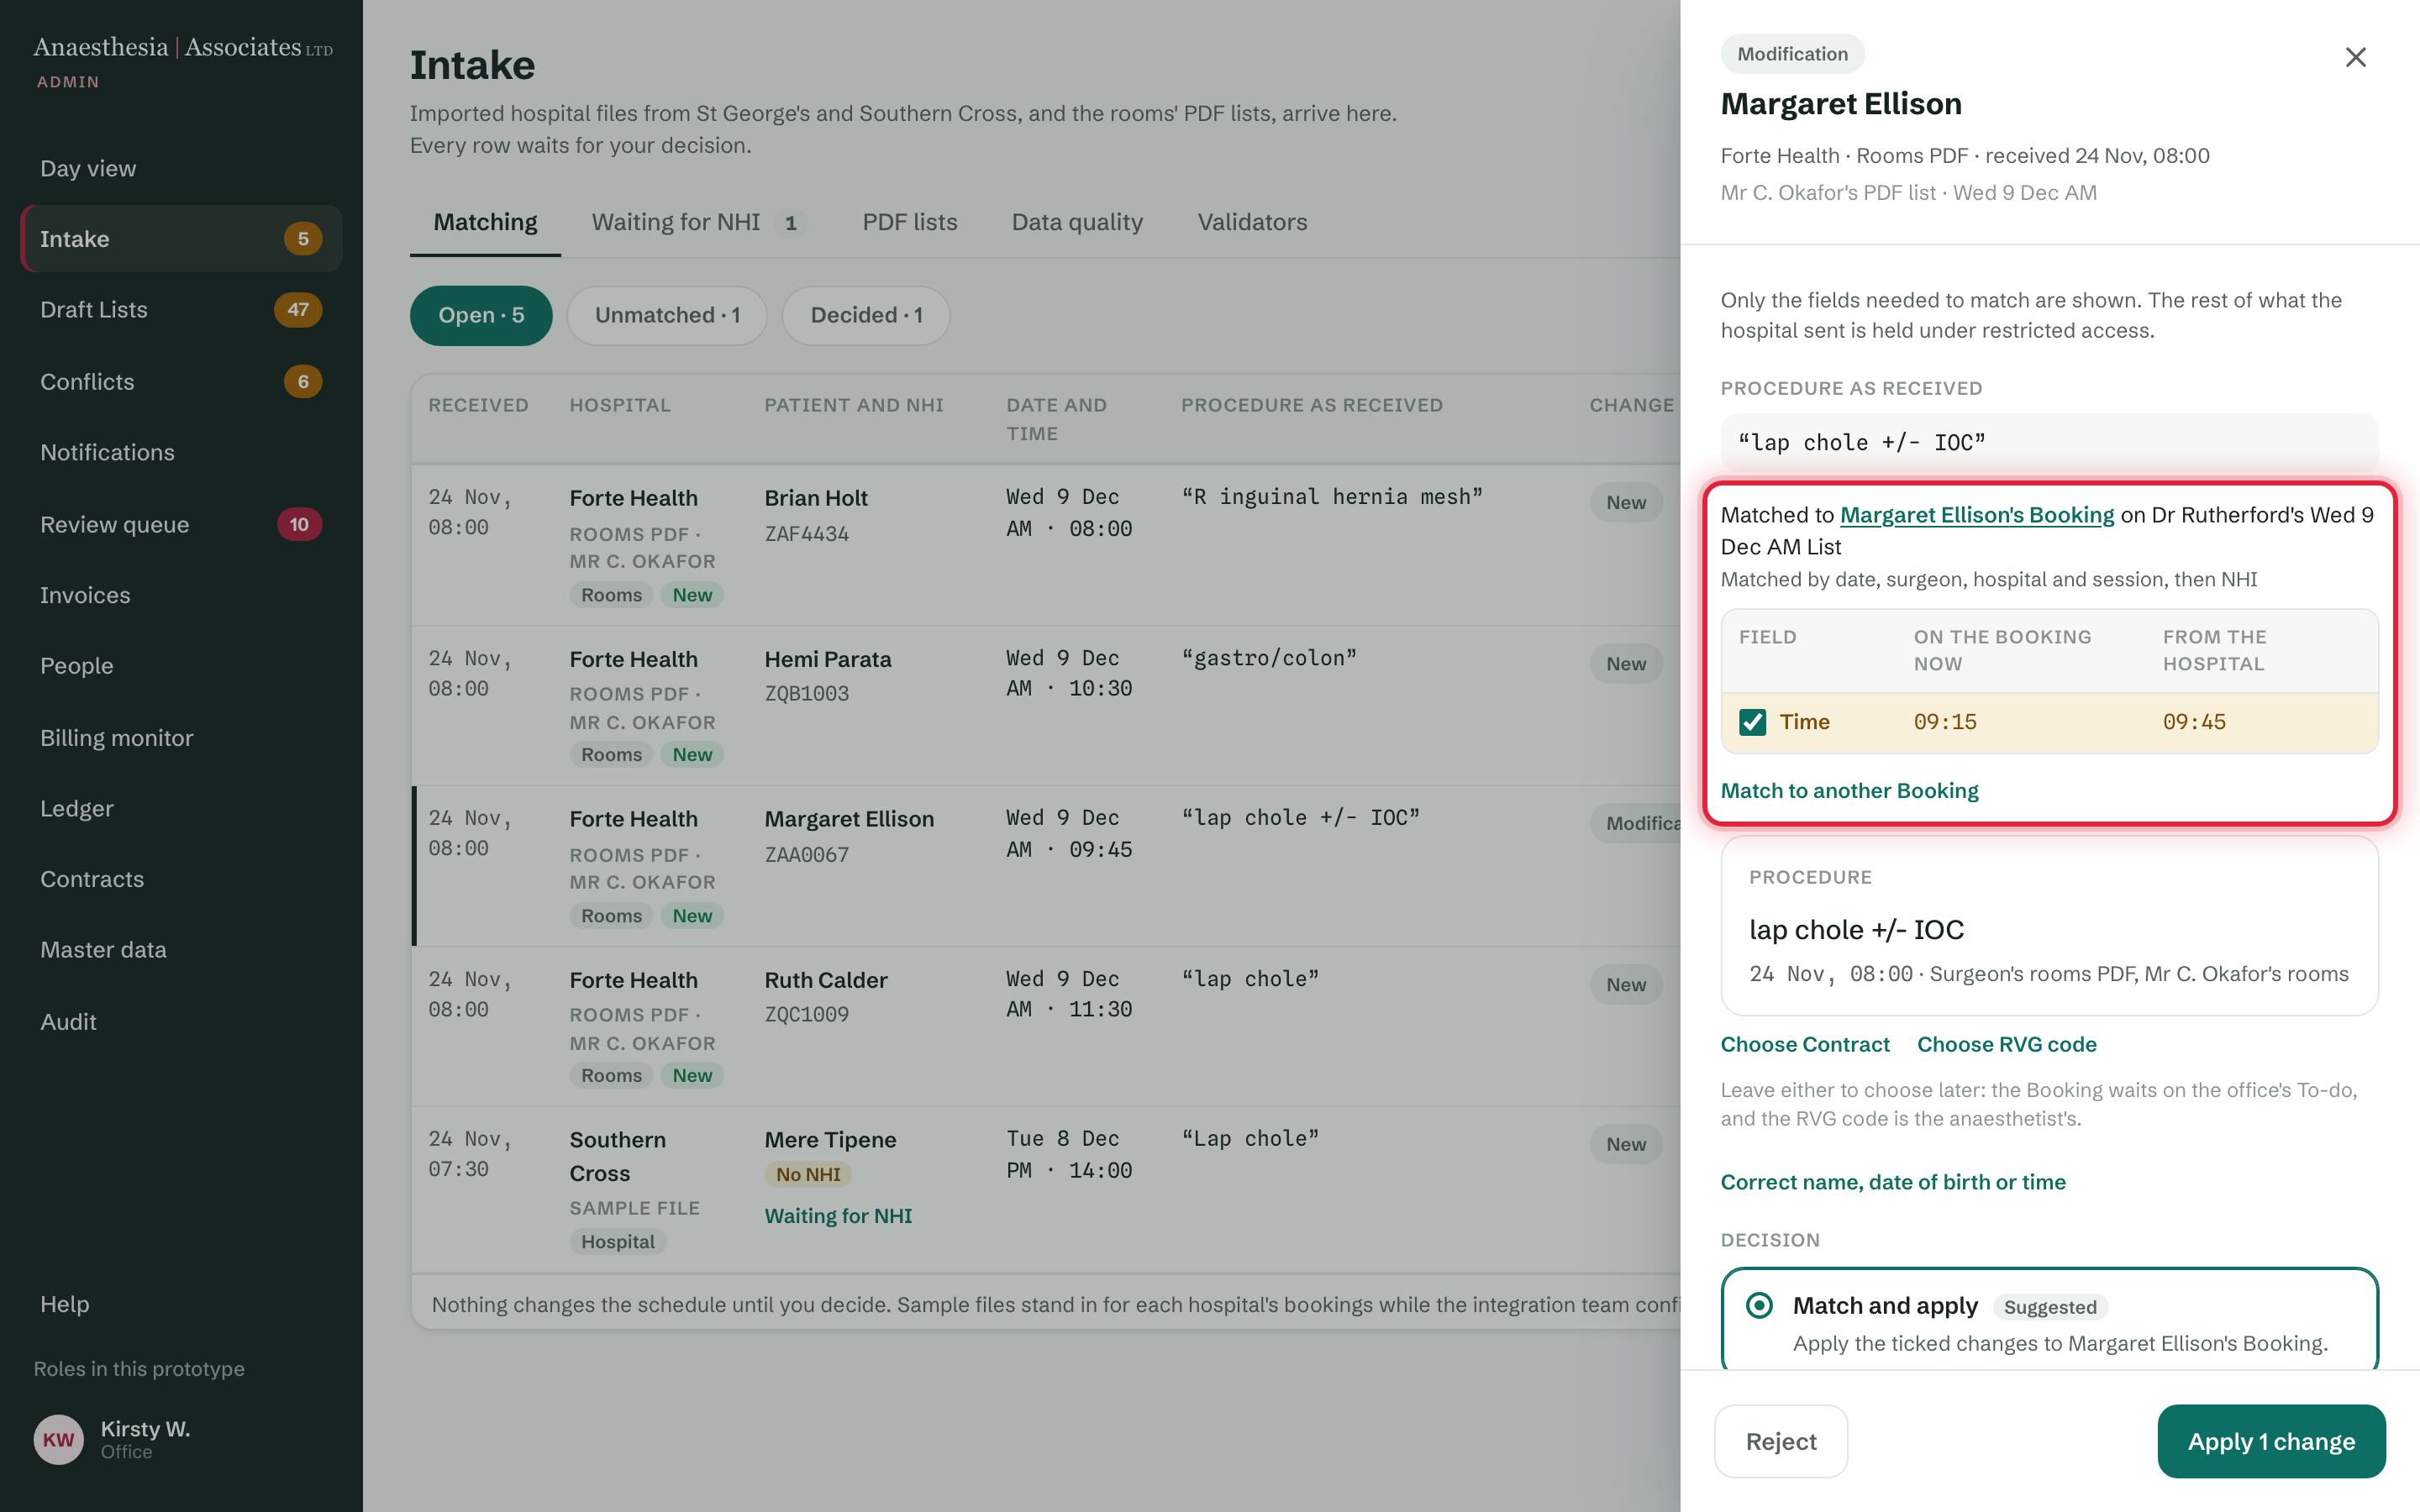 Anaesthesia | Associates LTD
ADMIN
Day view
Intake 5
Draft Lists 47
Conflicts 6
Notifications
Review queue 10
Invoices
People
Billing monitor
Ledger
Contracts
Master data
Audit
Help
Roles in this prototype
KW
Kirsty W.
Office
Intake
Imported hospital files from St George's and Southern Cross, and the rooms' PDF lists, arrive here.
Every row waits for your decision.
Matching
Waiting for NHI 1
PDF lists
Data quality
Validators
Open · 5
Unmatched · 1
Decided · 1
RECEIVED
HOSPITAL
PATIENT AND NHI
DATE AND
TIME
PROCEDURE AS RECEIVED
CHANGE
24 Nov,
08:00
Forte Health
ROOMS PDF ·
MR C. OKAFOR
Rooms New
Brian Holt
ZAF4434
Wed 9 Dec
AM · 08:00
“R inguinal hernia mesh”
New
24 Nov,
08:00
Forte Health
ROOMS PDF ·
MR C. OKAFOR
Rooms New
Hemi Parata
ZQB1003
Wed 9 Dec
AM · 10:30
“gastro/colon”
New
24 Nov,
08:00
Forte Health
ROOMS PDF ·
MR C. OKAFOR
Rooms New
Margaret Ellison
ZAA0067
Wed 9 Dec
AM · 09:45
“lap chole +/- IOC”
Modifica
24 Nov,
08:00
Forte Health
ROOMS PDF ·
MR C. OKAFOR
Rooms New
Ruth Calder
ZQC1009
Wed 9 Dec
AM · 11:30
“lap chole”
New
24 Nov,
07:30
Southern
Cross
SAMPLE FILE
Hospital
Mere Tipene
No NHI
Waiting for NHI
Tue 8 Dec
PM · 14:00
“Lap chole”
New
Nothing changes the schedule until you decide. Sample files stand in for each hospital's bookings while the integration team confi
Modification
Margaret Ellison
Forte Health · Rooms PDF · received 24 Nov, 08:00
Mr C. Okafor's PDF list · Wed 9 Dec AM
Only the fields needed to match are shown. The rest of what the
hospital sent is held under restricted access.
PROCEDURE AS RECEIVED
“lap chole +/- IOC”
Matched to Margaret Ellison's Booking on Dr Rutherford's Wed 9
Dec AM List
Matched by date, surgeon, hospital and session, then NHI
FIELD
ON THE BOOKING
NOW
FROM THE
HOSPITAL
Time 09:15 09:45
Match to another Booking
PROCEDURE
lap chole +/- IOC
24 Nov, 08:00 · Surgeon's rooms PDF, Mr C. Okafor's rooms
Choose Contract Choose RVG code
Leave either to choose later: the Booking waits on the office's To-do,
and the RVG code is the anaesthetist's.
Correct name, date of birth or time
DECISION
Match and apply Suggested
Apply the ticked changes to Margaret Ellison's Booking.
Reject
Apply 1 change